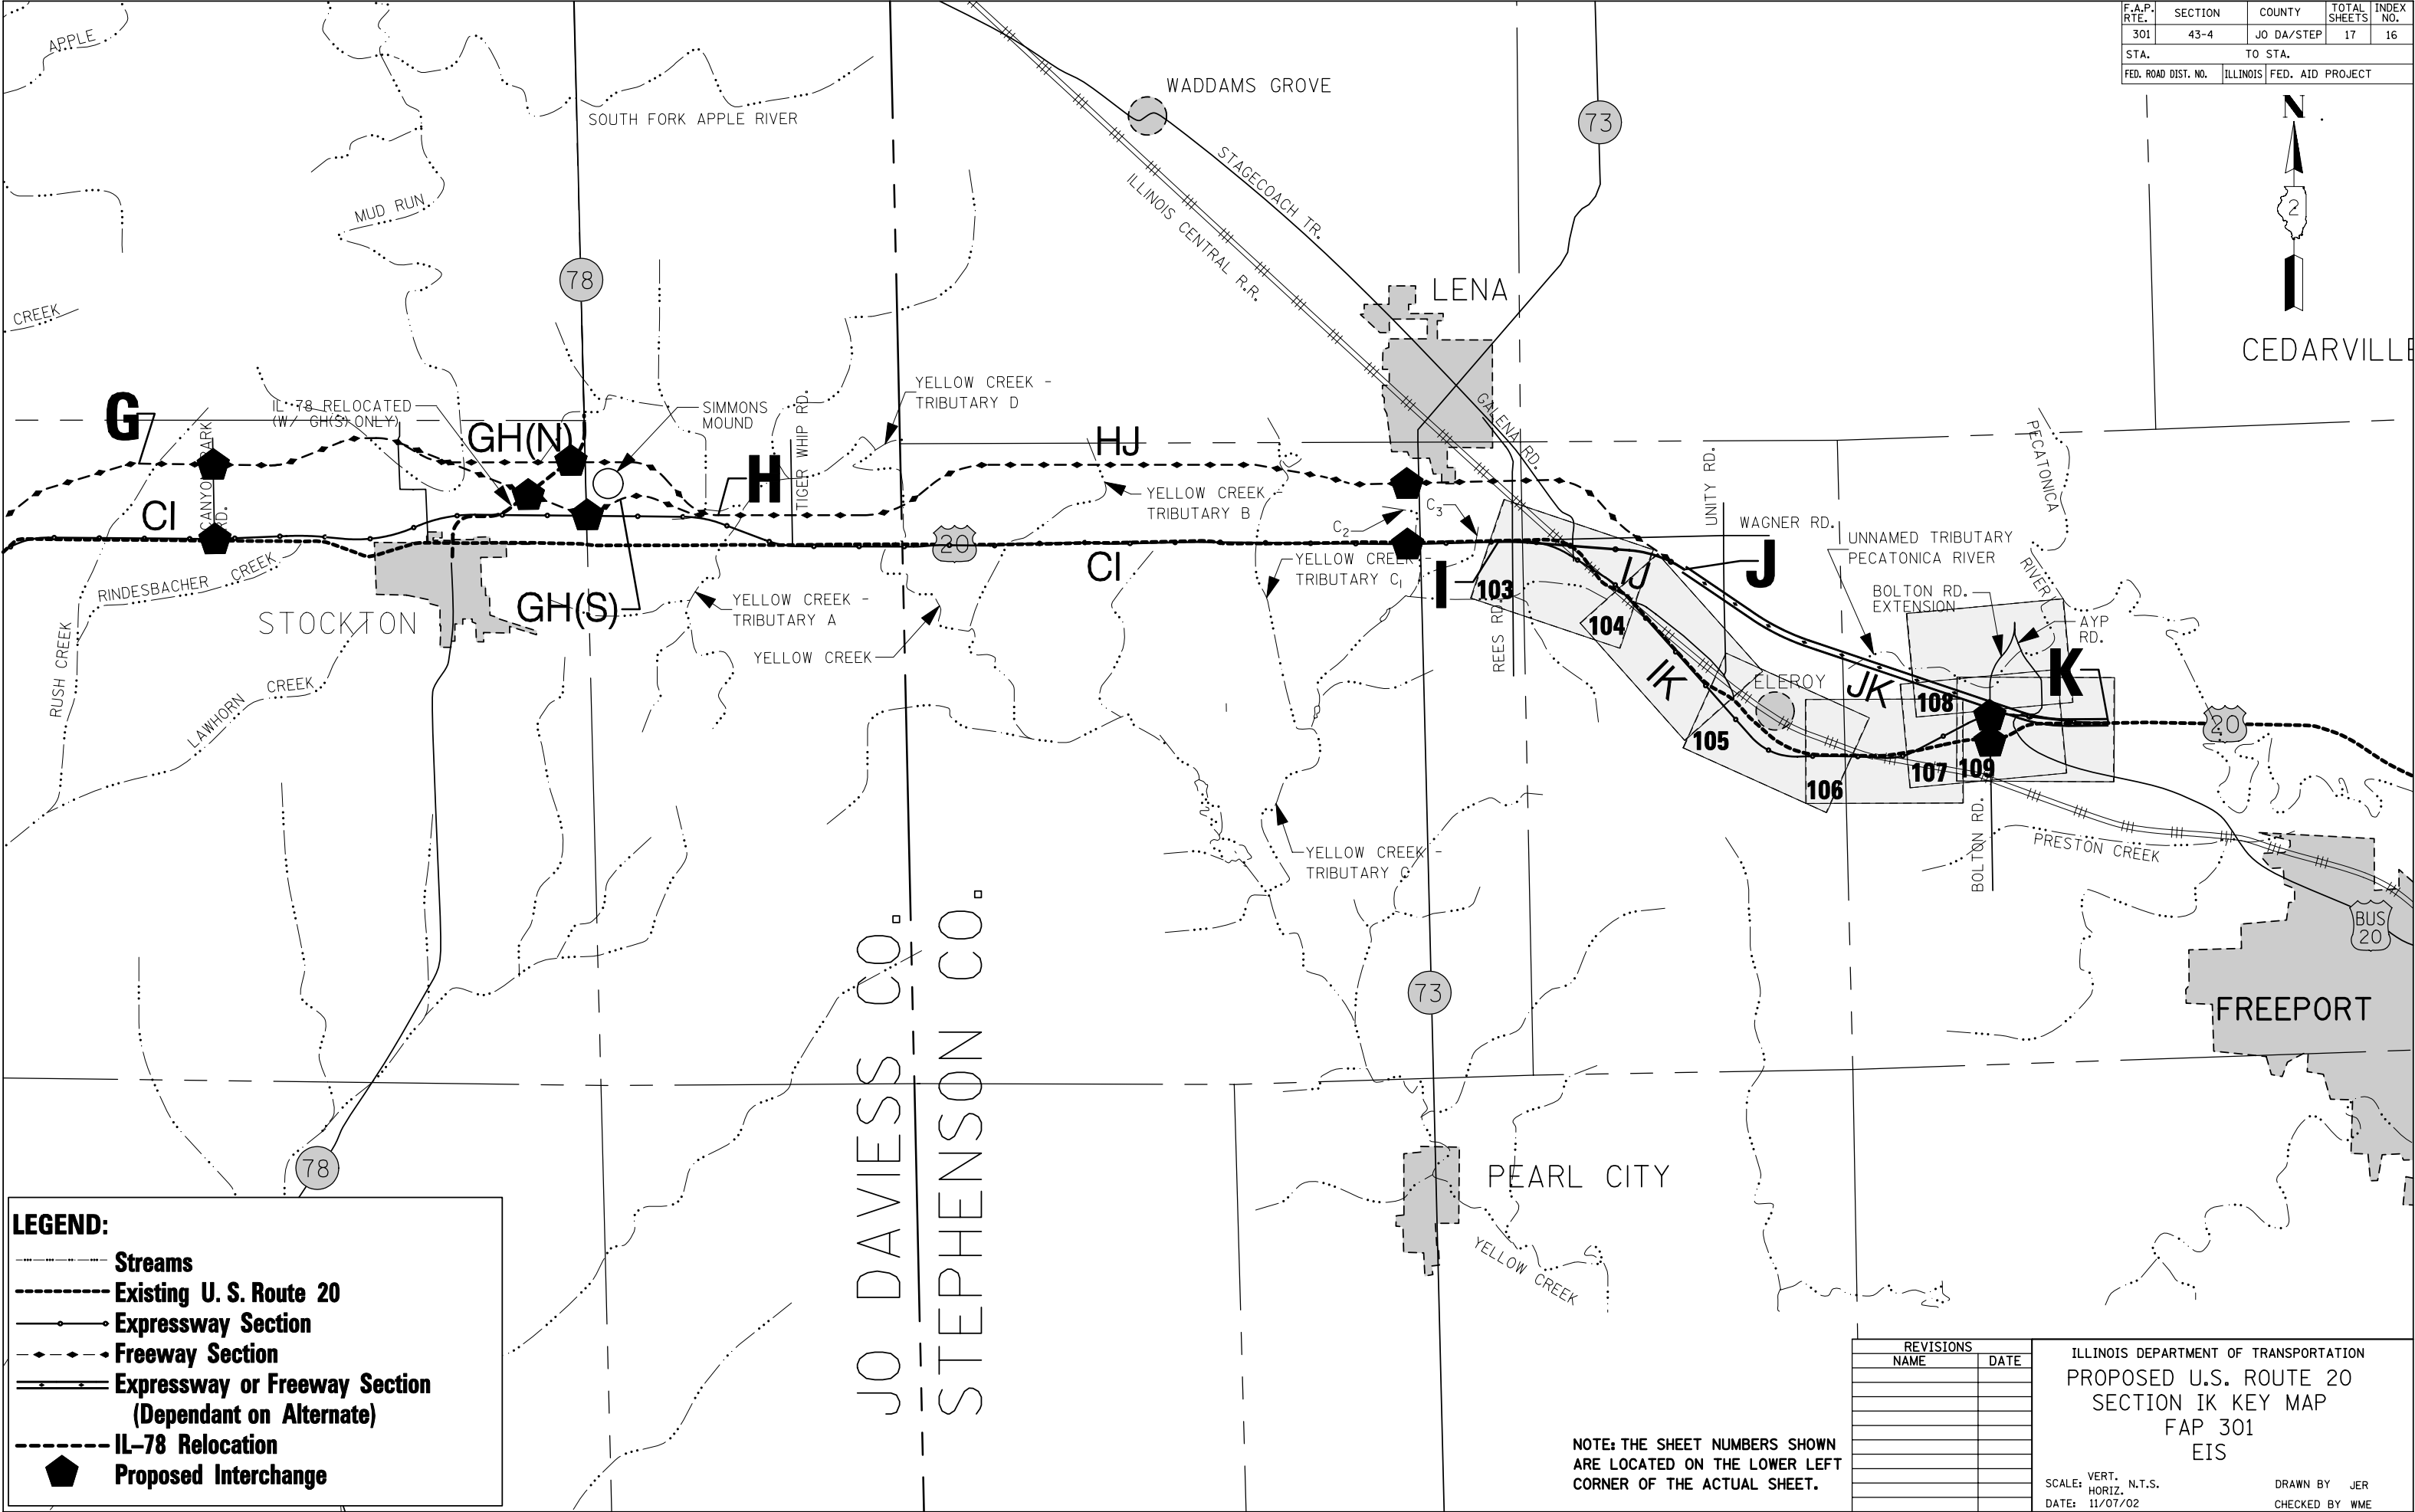 F.A.P. RTE. SECTION COUNTY TOTAL SHEETS INDEX NO.
301 43-4 JO DA/STEP 17 16
STA. TO STA.
FED. ROAD DIST. NO. ILLINOIS FED. AID PROJECT
N
2
APPLE
SOUTH FORK APPLE RIVER
MUD RUN
CREEK
78
WADDAMS GROVE
STAGECOACH TR.
ILLINOIS CENTRAL R.R.
73
LENA
CEDARVILLE
GALENA RD.
G
IL 78 RELOCATED
(W/ GH(S) ONLY)
GH(N)
SIMMONS
MOUND
CANYON PARK RD.
CI
H
TIGER WHIP RD.
YELLOW CREEK -
TRIBUTARY D
HJ
YELLOW CREEK -
TRIBUTARY B
C2
C3
20
CI
YELLOW CREEK -
TRIBUTARY C1
RINDESBACHER CREEK
STOCKTON
GH(S)
RUSH CREEK
LAWHORN CREEK
YELLOW CREEK -
TRIBUTARY A
YELLOW CREEK
YELLOW CREEK -
TRIBUTARY C
I
REES RD.
103
104
105
106
107
108
109
IJ
IK
JK
J
K
UNITY RD.
WAGNER RD.
UNNAMED TRIBUTARY
PECATONICA RIVER
BOLTON RD.
EXTENSION
PECATONICA
RIVER
AYP
RD.
ELEROY
20
BOLTON RD.
PRESTON CREEK
BUS
20
FREEPORT
73
PEARL CITY
YELLOW CREEK
78
JO DAVIESS CO.
STEPHENSON CO.
LEGEND:
Streams
Existing U. S. Route 20
Expressway Section
Freeway Section
Expressway or Freeway Section
(Dependant on Alternate)
IL-78 Relocation
Proposed Interchange
NOTE: THE SHEET NUMBERS SHOWN
ARE LOCATED ON THE LOWER LEFT
CORNER OF THE ACTUAL SHEET.
REVISIONS
NAME DATE
ILLINOIS DEPARTMENT OF TRANSPORTATION
PROPOSED U.S. ROUTE 20
SECTION IK KEY MAP
FAP 301
EIS
SCALE: VERT. HORIZ. N.T.S.
DATE: 11/07/02
DRAWN BY JER
CHECKED BY WME